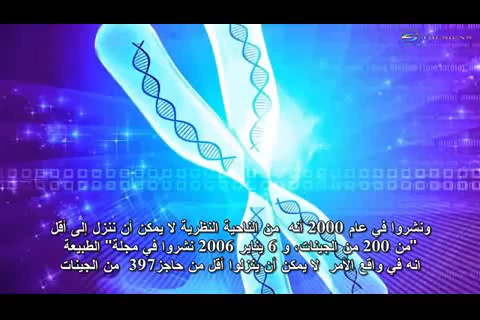 ونشروا في عام 2000 أنه من الناحية النظرية لا يمكن أن ننزل إلى أقل
"من 200 من الجينات، و 6 يناير 2006 نشروا في مجلة" الطبيعة
انه في واقع الأمر لا يمكن أن ينزلوا أقل من حاجز397 من الجينات